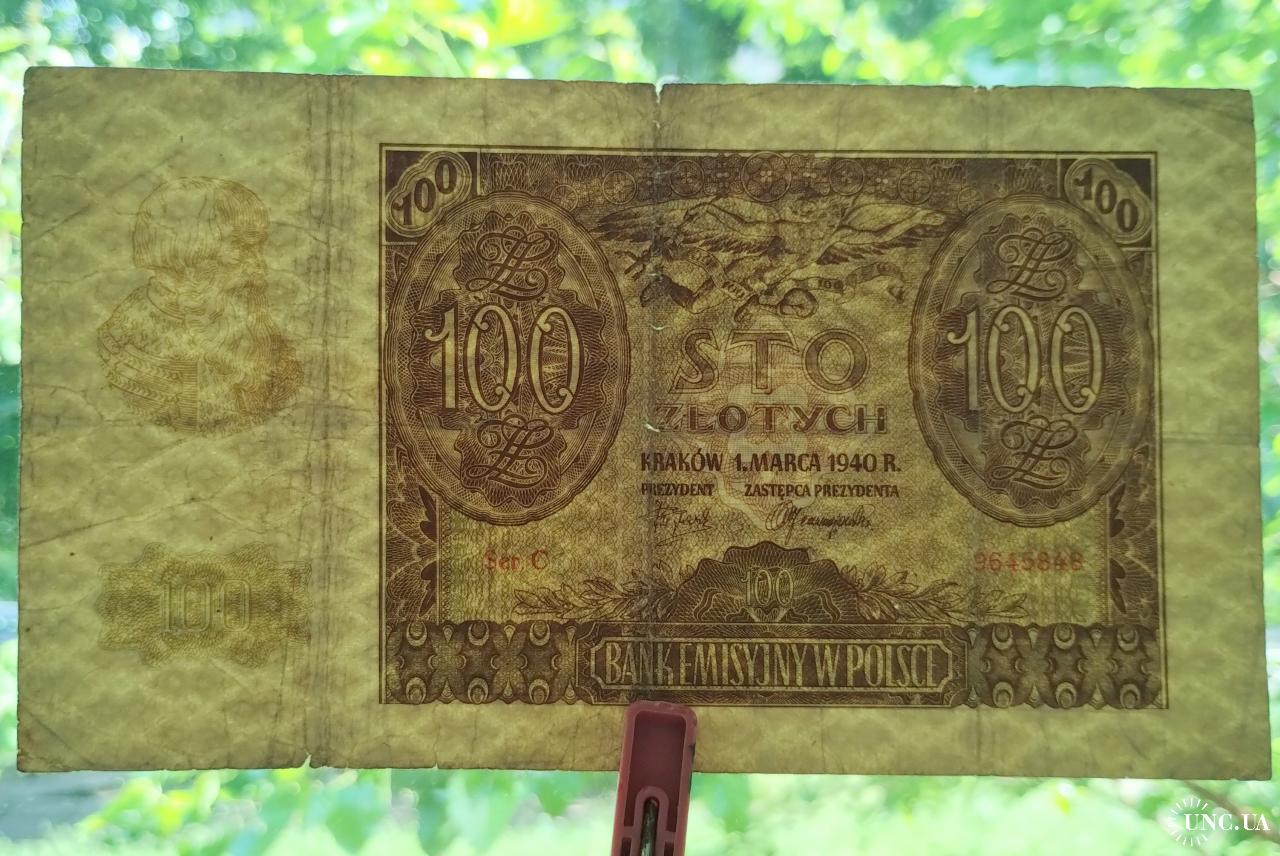 100 100
100 100
STO
ZŁOTYCH
KRAKÓW 1. MARCA 1940 R.
PREZYDENT ZASTĘPCA PREZYDENTA
Ser C 9645848
100
100
BANK EMISYJNY W POLSCE
UNC.UA